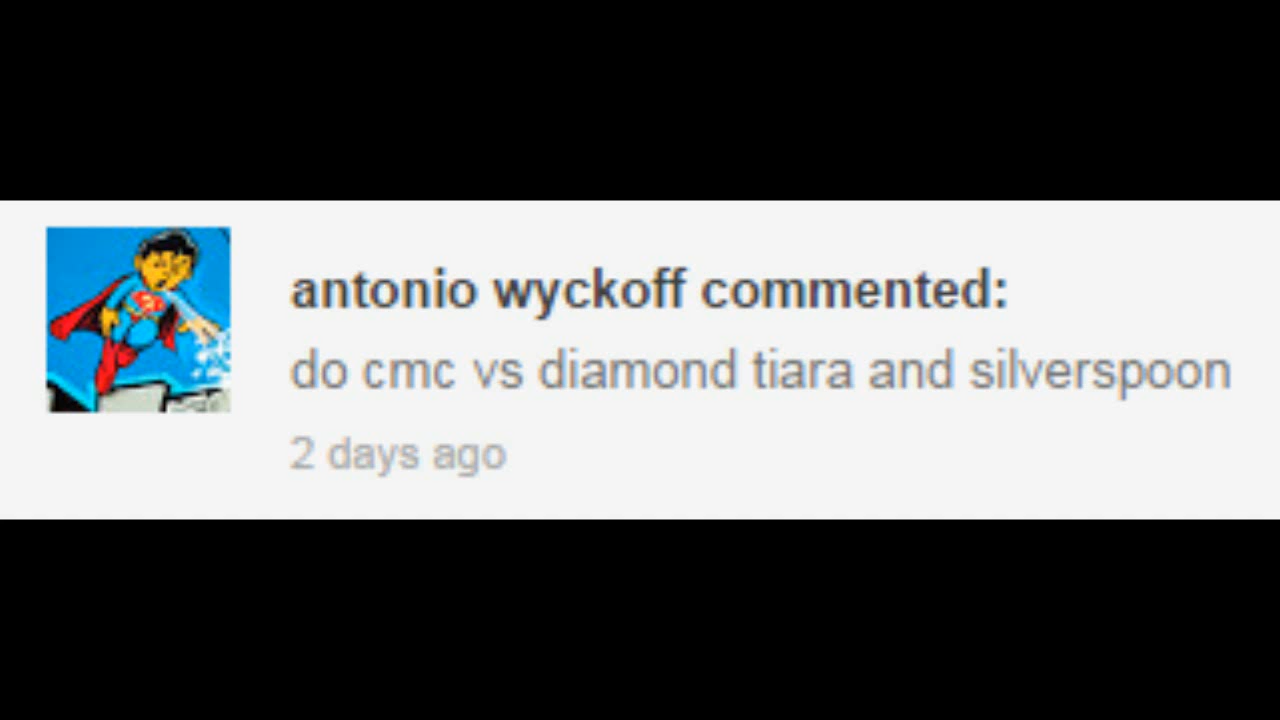 antonio wyckoff commented:
do cmc vs diamond tiara and silverspoon
2 days ago